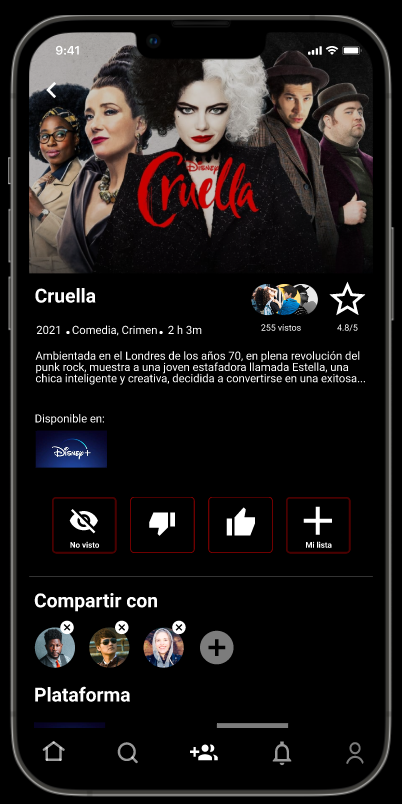 9:41
Disney
Cruella
Cruella
255 vistos
4.8/5
2021 • Comedia, Crimen • 2 h 3m
Ambientada en el Londres de los años 70, en plena revolución del
punk rock, muestra a una joven estafadora llamada Estella, una
chica inteligente y creativa, decidida a convertirse en una exitosa...
Disponible en:
Disney+
No visto
Mi lista
Compartir con
Plataforma